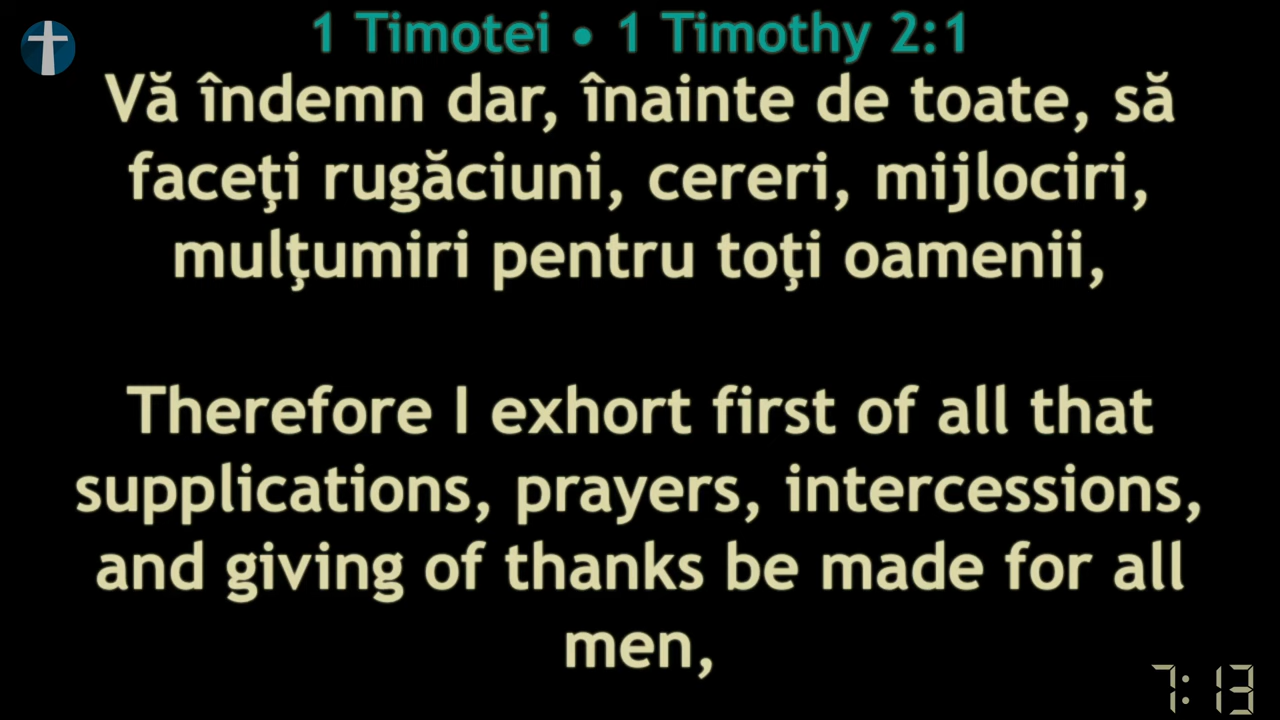 1 Timotei • 1 Timothy 2:1
Vă îndemn dar, înainte de toate, să
faceţi rugăciuni, cereri, mijlociri,
mulţumiri pentru toţi oamenii,
Therefore I exhort first of all that
supplications, prayers, intercessions,
and giving of thanks be made for all
men,
7:13